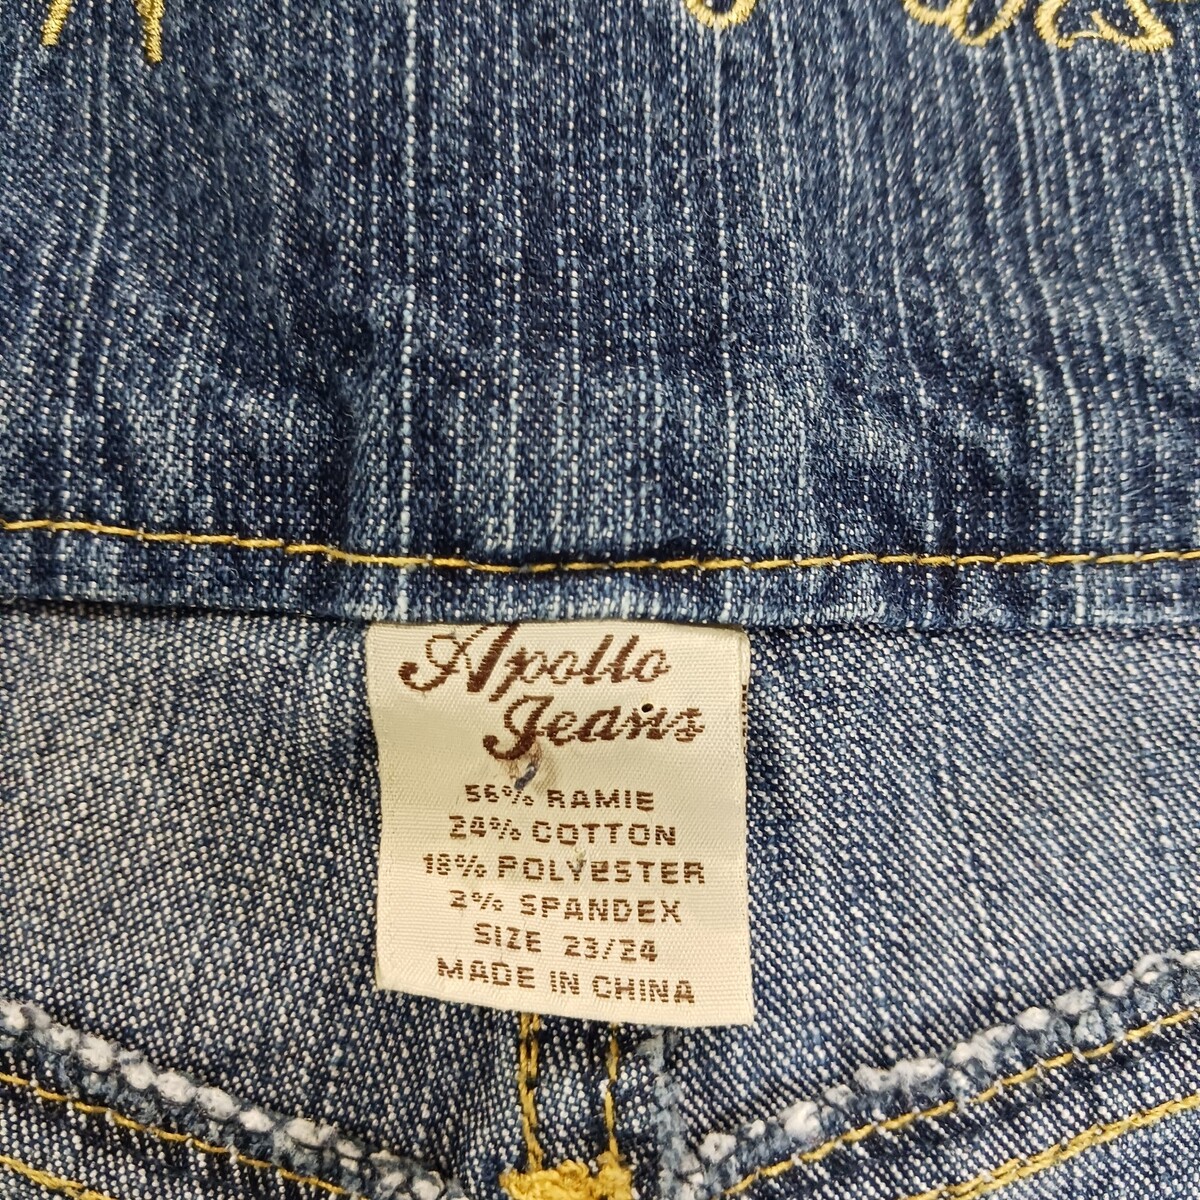 Apollo
Jeans
56% RAMIE
24% COTTON
18% POLYESTER
2% SPANDEX
SIZE 23/24
MADE IN CHINA